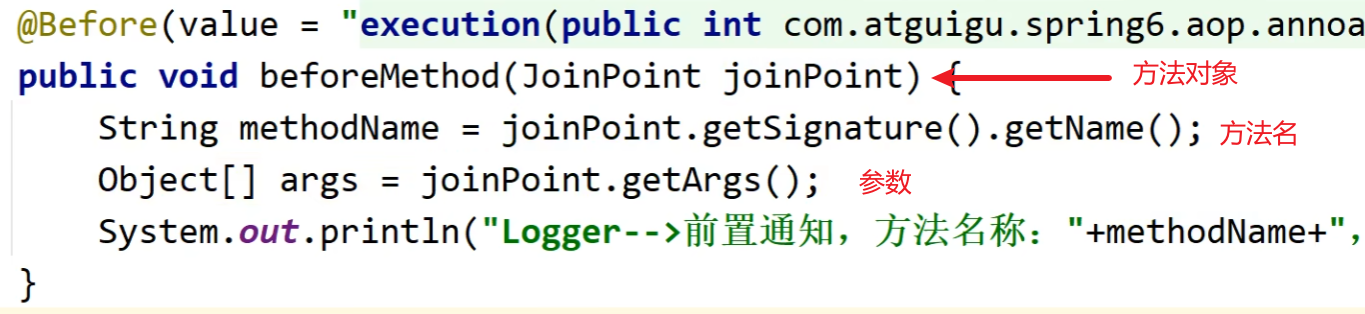 @Before(value = "execution(public int com.atguigu.spring6.aop.annoa
public void beforeMethod(JoinPoint joinPoint) { 方法对象
String methodName = joinPoint.getSignature().getName(); 方法名
Object[] args = joinPoint.getArgs(); 参数
System.out.println("Logger-->前置通知，方法名称："+methodName+",
}